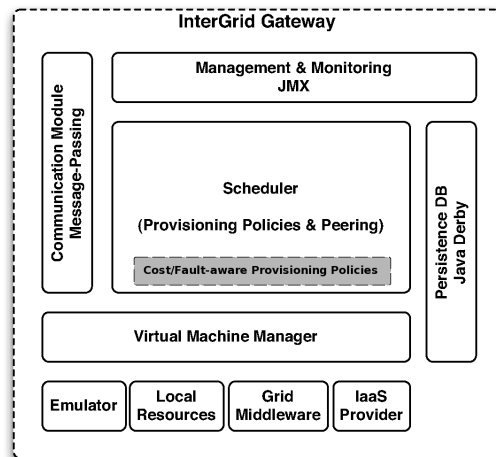 InterGrid Gateway
Communication Module
Message-Passing
Management & Monitoring
JMX
Scheduler
(Provisioning Policies & Peering)
Cost/Fault-aware Provisioning Policies
Persistence DB
Java Derby
Virtual Machine Manager
Emulator
Local
Resources
Grid
Middleware
IaaS
Provider